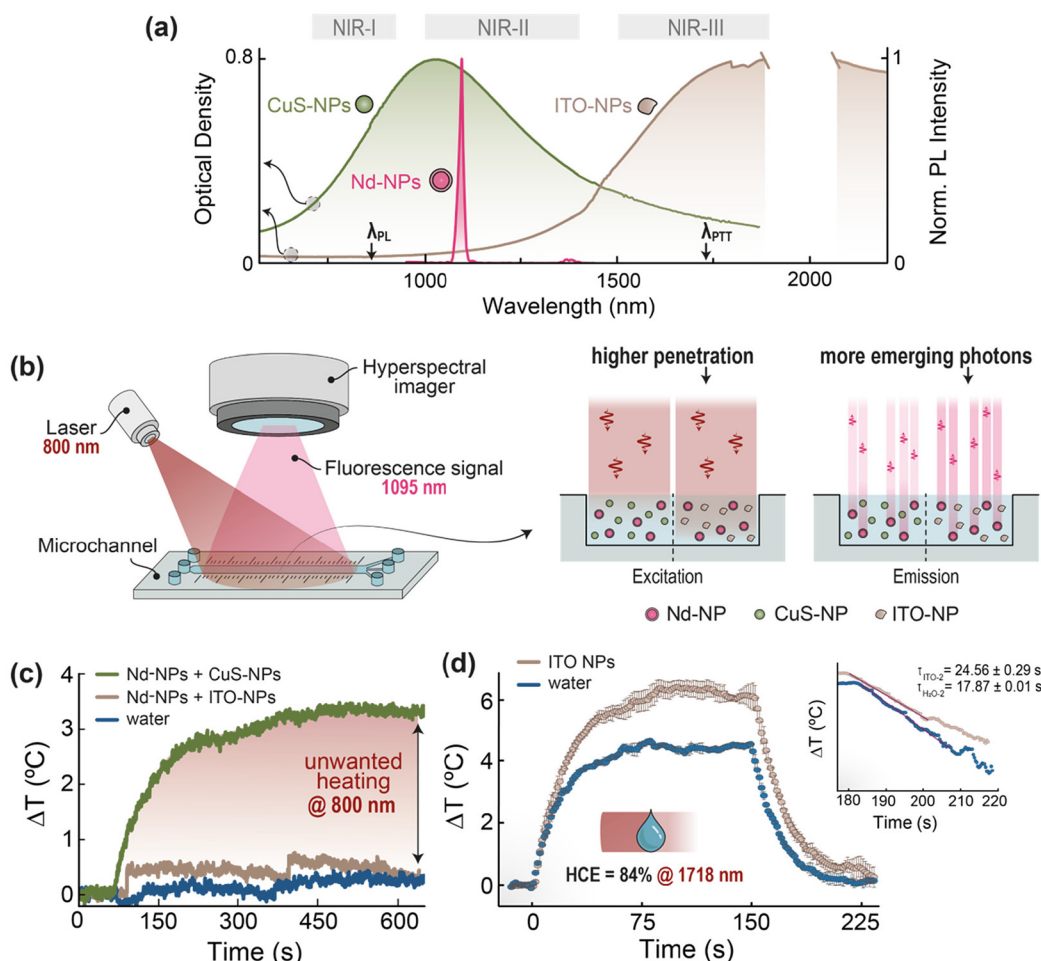 (a)
NIR-I
NIR-II
NIR-III
0.8
1
CuS-NPs
ITO-NPs
Nd-NPs
Optical Density
Norm. PL Intensity
λPL
λPTT
0
0
1000
1500
2000
Wavelength (nm)
(b)
Hyperspectral
imager
Laser
800 nm
Fluorescence signal
1095 nm
Microchannel
higher penetration
more emerging photons
Excitation
Emission
Nd-NP
CuS-NP
ITO-NP
(c)
Nd-NPs + CuS-NPs
Nd-NPs + ITO-NPs
water
4
3
2
1
0
ΔT (ºC)
unwanted
heating
@ 800 nm
0
150
300
450
600
Time (s)
(d)
ITO NPs
water
6
4
2
0
ΔT (ºC)
HCE = 84% @ 1718 nm
0
75
150
225
Time (s)
τITO-2= 24.56 ± 0.29 s
τH₂O-2= 17.87 ± 0.01 s
ΔT (ºC)
180
190
200
210
220
Time (s)